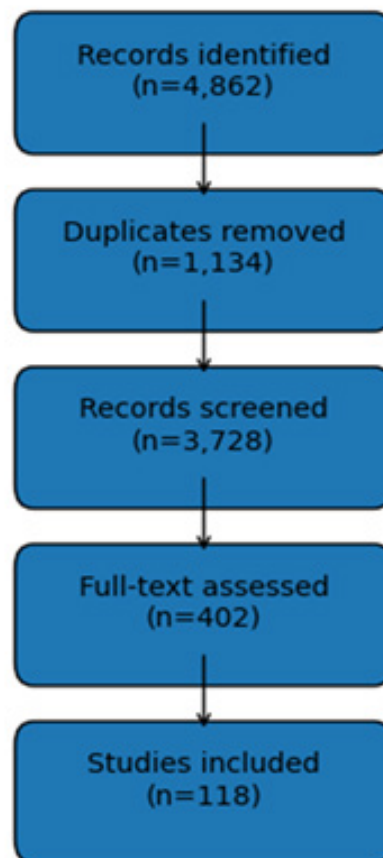 Records identified
(n=4,862)
Duplicates removed
(n=1,134)
Records screened
(n=3,728)
Full-text assessed
(n=402)
Studies included
(n=118)